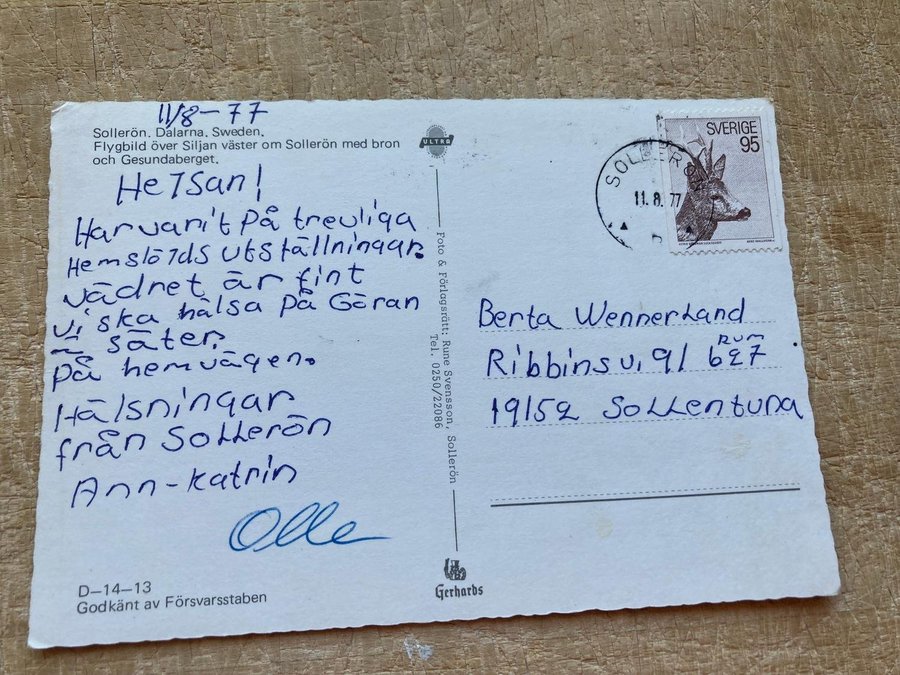 11/8-77
Sollerön. Dalarna. Sweden.
Flygbild över Siljan väster om Sollerön med bron
och Gesundaberget.
Hejsan!
Har varit på trevliga
Hemslöjds utställningar.
vädret är fint
vi ska hälsa på Göran
i säter.
på hemvägen.
Hälsningar
från Sollerön
Ann-Katrin
Olle
D-14-13
Godkänt av Försvarsstaben
ULTRA
Foto & Förlagsrätt: Rune Svensson, Sollerön
Tel. 0250/22086
Gerhards
SOLLERÖN
11.8.77
SVERIGE
95
Berta Wennerland
Ribbinsv. 91 rum 627
19152 Sollentuna